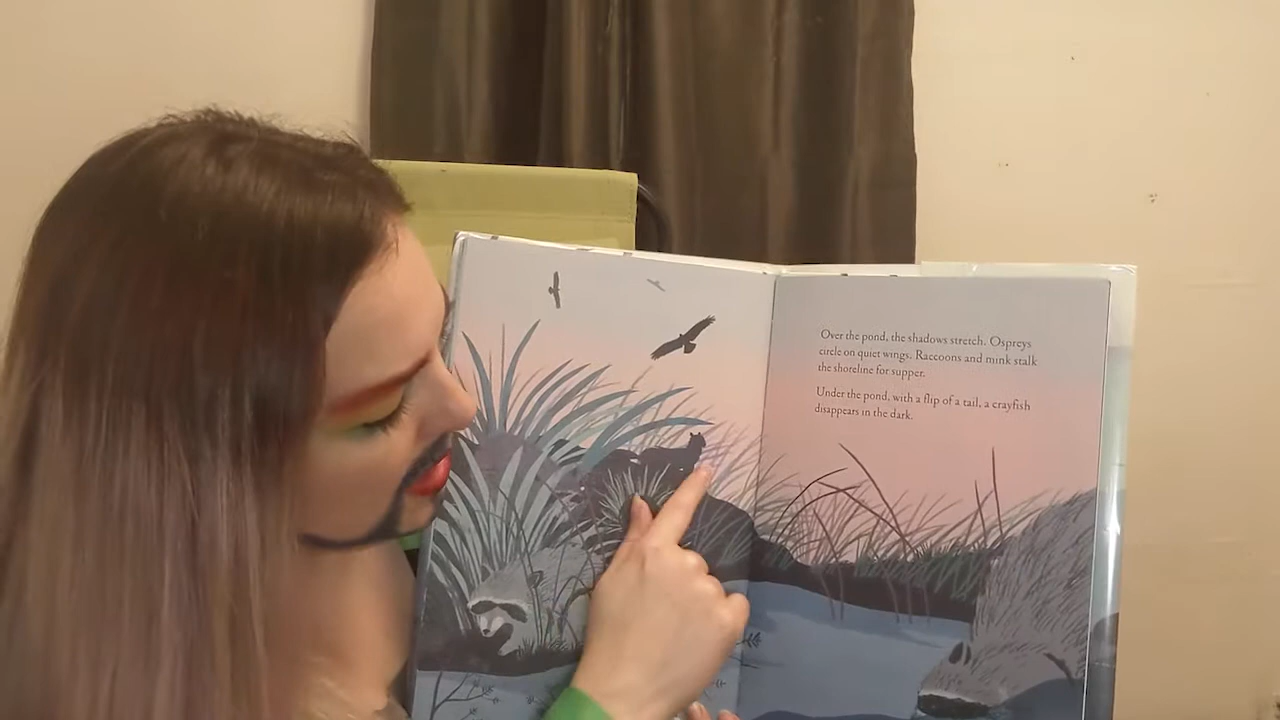 Over the pond, the shadows stretch. Ospreys
circle on quiet wings. Raccoons and mink stalk
the shoreline for supper.
Under the pond, with a flip of a tail, a crayfish
disappears in the dark.